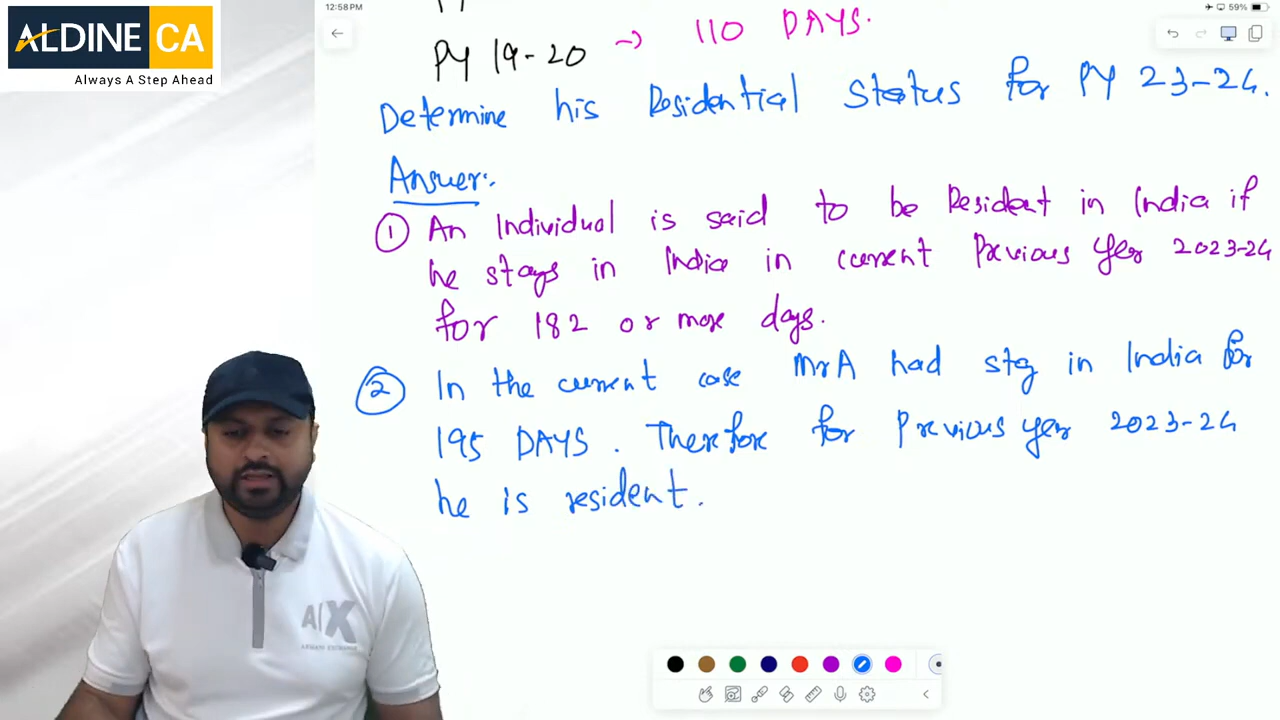 ALDINE CA
Always A Step Ahead
12:58 PM
59%
PY 19-20 → 110 DAYS.
Determine his Residential Status for PY 23-24.
Answer:
① An Individual is said to be Resident in India if
he stays in India in current Previous year 2023-24
for 182 or more days.
② In the current case Mr A had stay in India for
195 DAYS. Therefore for Previous year 2023-24
he is resident.
A|X
ARMANI EXCHANGE